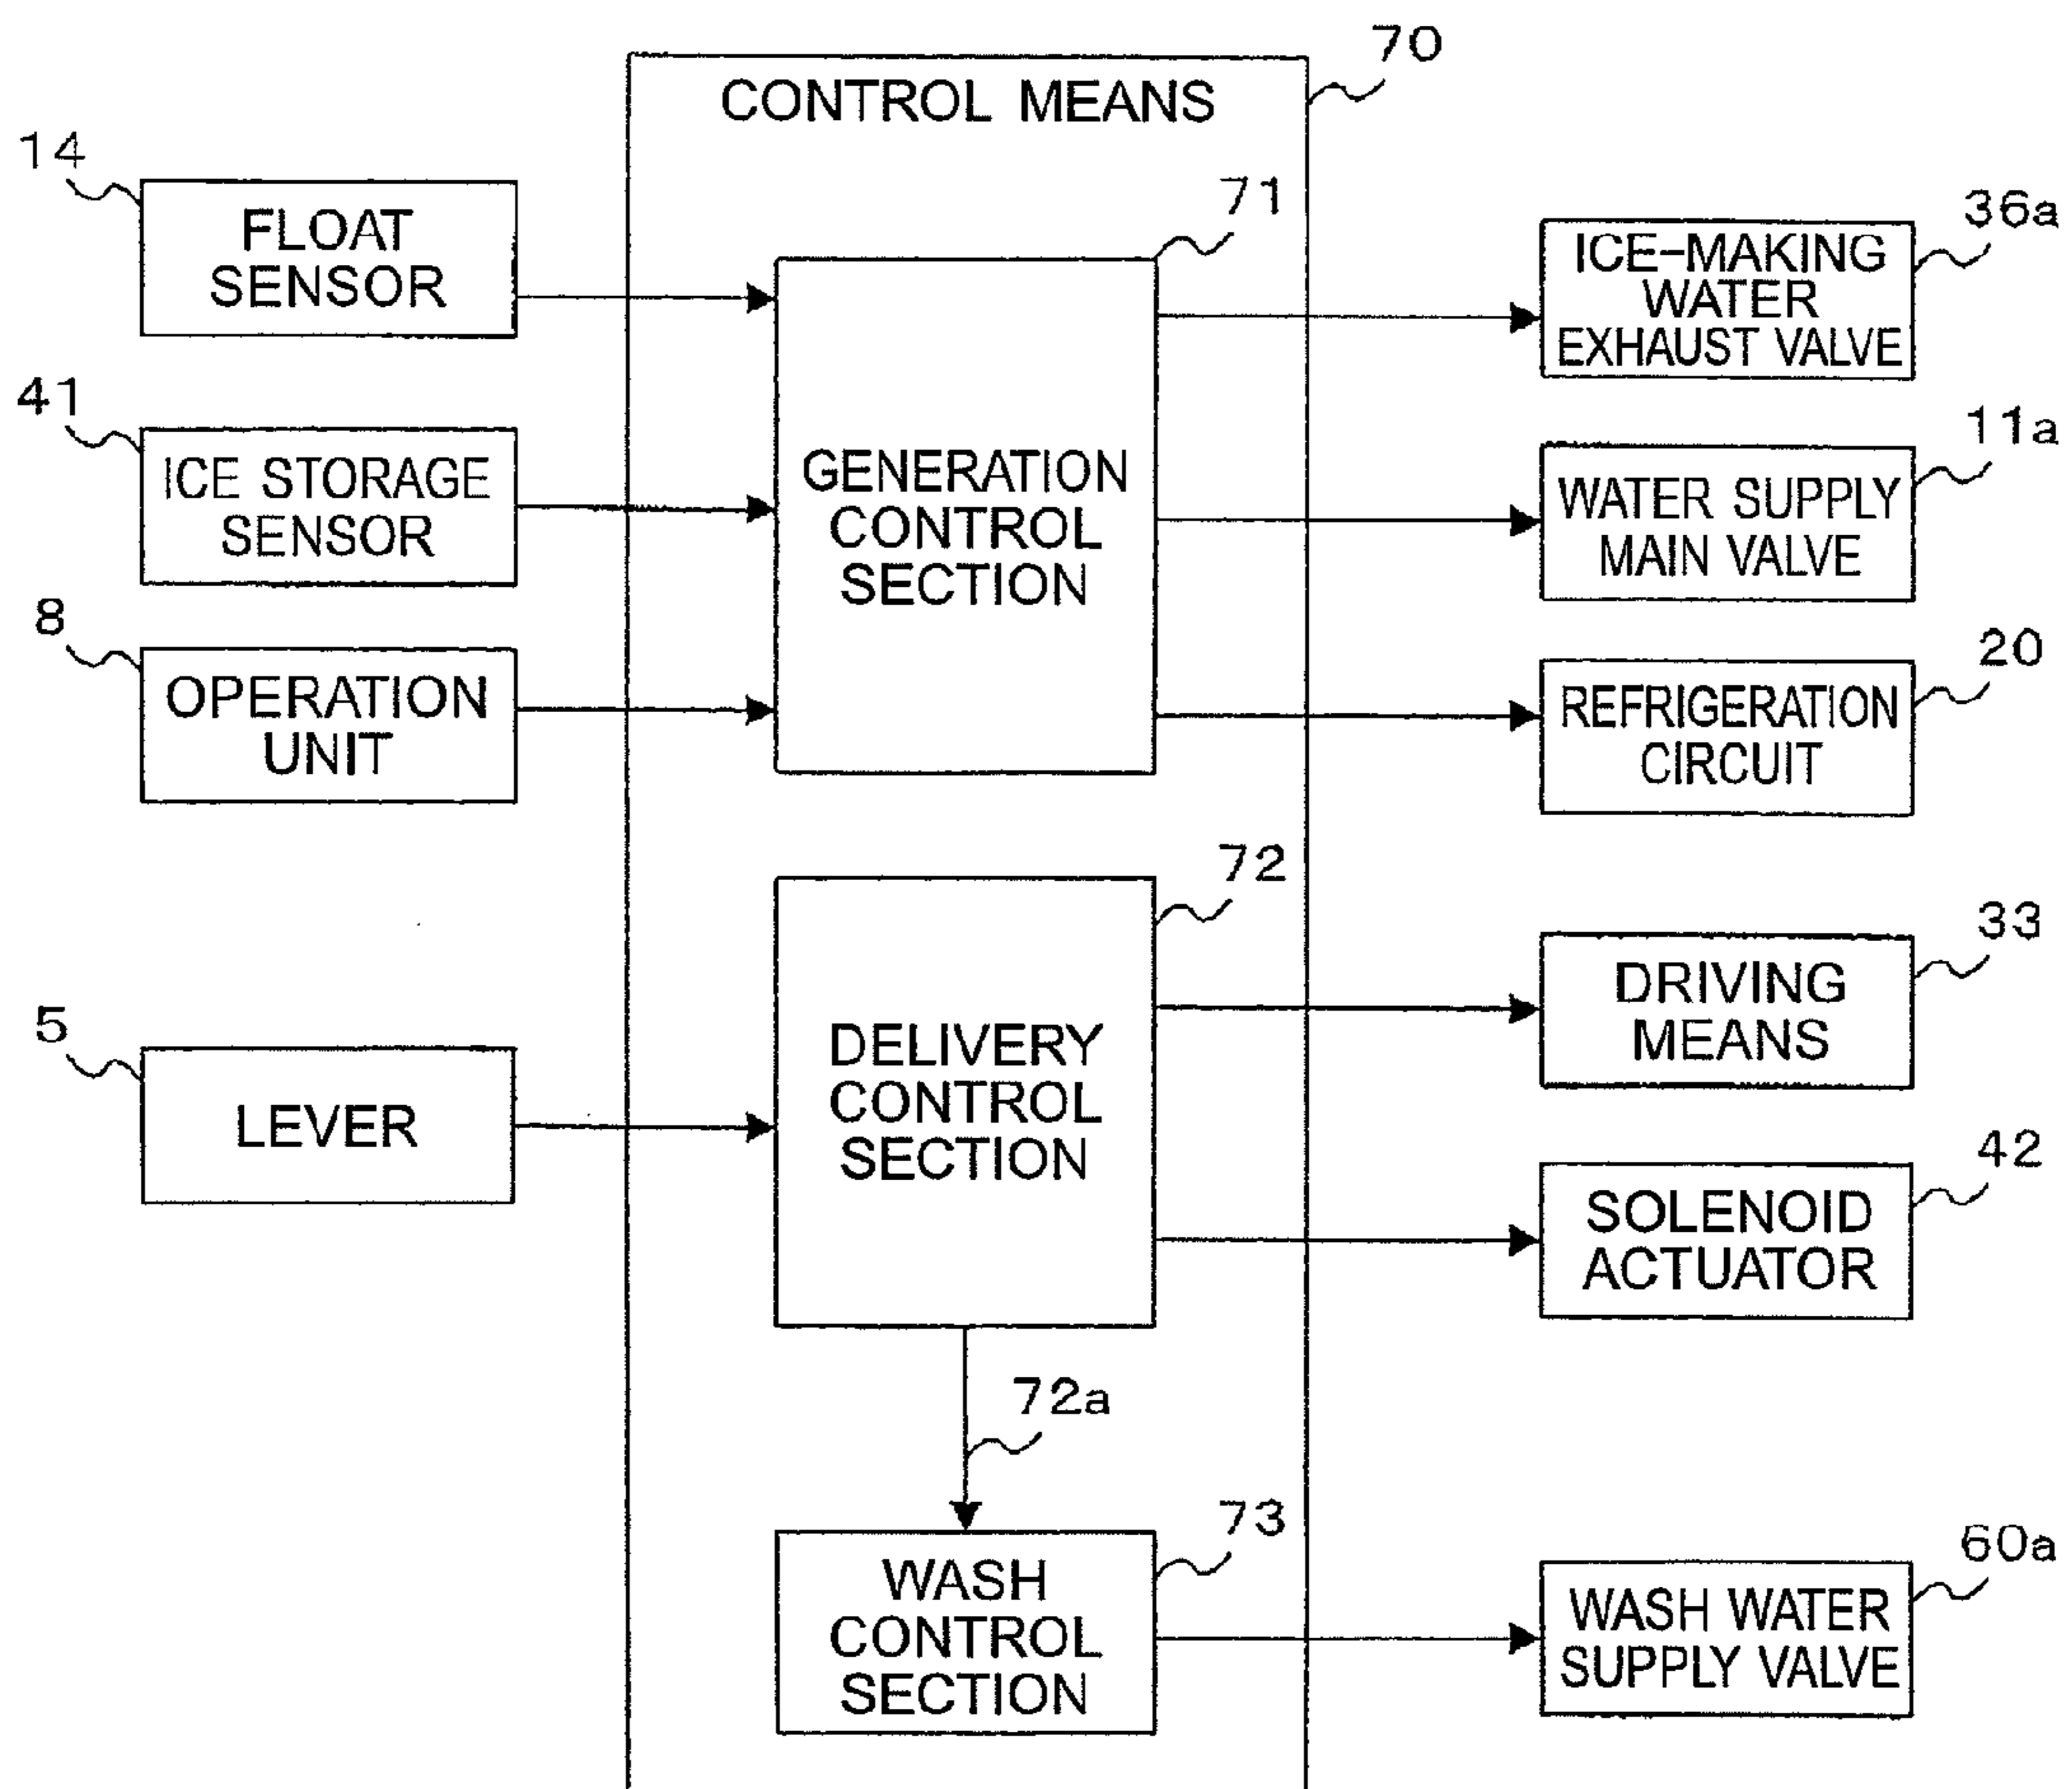 70
CONTROL MEANS
14
FLOAT
SENSOR
41
ICE STORAGE
SENSOR
8
OPERATION
UNIT
5
LEVER
71
GENERATION
CONTROL
SECTION
72
DELIVERY
CONTROL
SECTION
72a
73
WASH
CONTROL
SECTION
36a
ICE-MAKING
WATER
EXHAUST VALVE
11a
WATER SUPPLY
MAIN VALVE
20
REFRIGERATION
CIRCUIT
33
DRIVING
MEANS
42
SOLENOID
ACTUATOR
60a
WASH WATER
SUPPLY VALVE